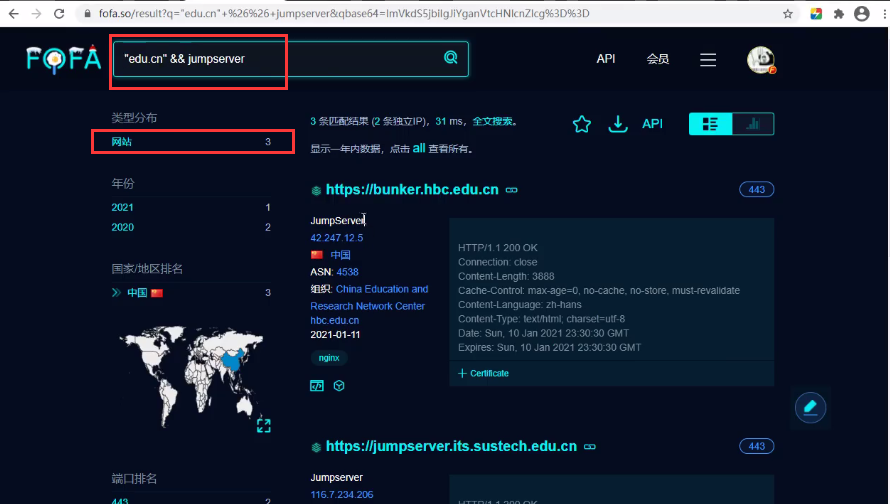 fofa.so/result?q="edu.cn"+%26%26+jumpserver&qbase64=ImVkdS5jbiIgJiYganVtcHNlcnZlcg%3D%3D
FOFA
"edu.cn" && jumpserver
API
会员
类型分布
网站 3
年份
2021 1
2020 2
国家/地区排名
中国 3
端口排名
443 2
3 条匹配结果 (2 条独立IP)，31 ms，全文搜索。
API
显示一年内数据，点击 all 查看所有。
https://bunker.hbc.edu.cn
443
JumpServer
42.247.12.5
中国
ASN: 4538
组织: China Education and
Research Network Center
hbc.edu.cn
2021-01-11
nginx
HTTP/1.1 200 OK
Connection: close
Content-Length: 3888
Cache-Control: max-age=0, no-cache, no-store, must-revalidate
Content-Language: zh-hans
Content-Type: text/html; charset=utf-8
Date: Sun, 10 Jan 2021 23:30:30 GMT
Expires: Sun, 10 Jan 2021 23:30:30 GMT
Certificate
https://jumpserver.its.sustech.edu.cn
443
Jumpserver
116.7.234.206